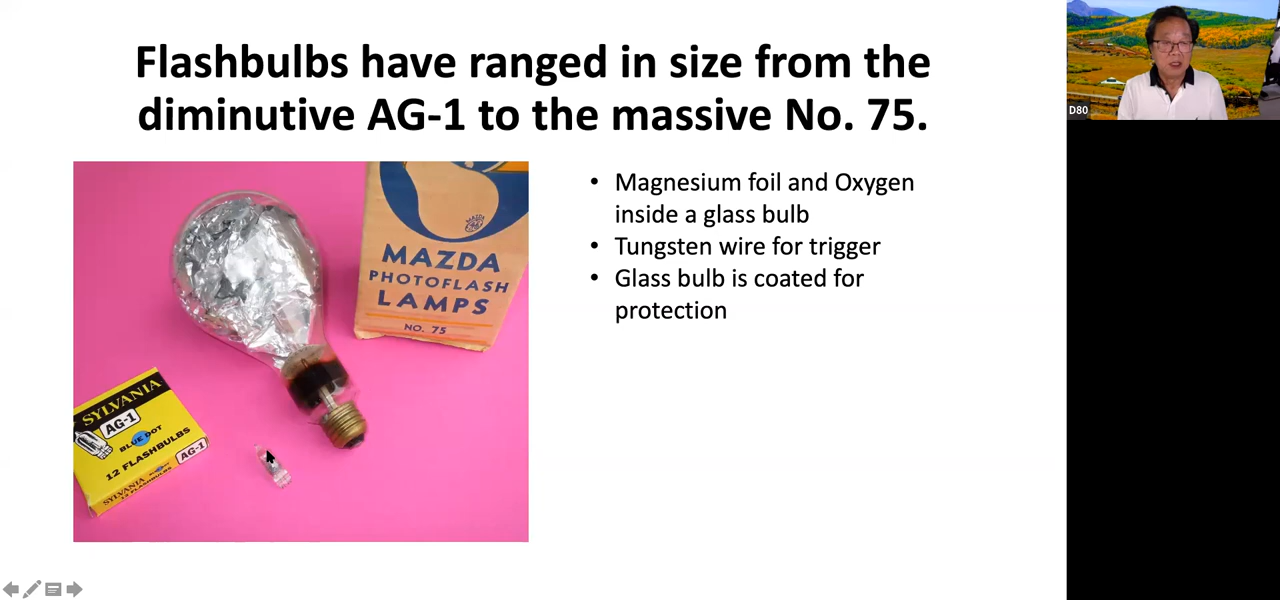 Flashbulbs have ranged in size from the
diminutive AG-1 to the massive No. 75.
D80
• Magnesium foil and Oxygen
inside a glass bulb
• Tungsten wire for trigger
• Glass bulb is coated for
protection
MAZDA
PHOTOFLASH
LAMPS
NO. 75
SYLVANIA
AG-1
BLUE DOT
12 FLASHBULBS
AG-1
SYLVANIA